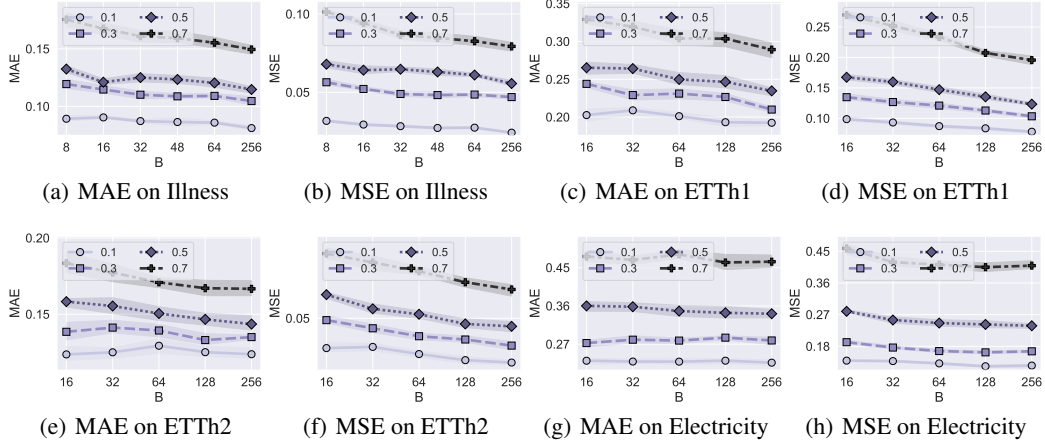 0.1 0.5
0.3 0.7
MAE
0.15
0.10
8 16 32 48 64 256
B
(a) MAE on Illness
0.1 0.5
0.3 0.7
MSE
0.10
0.05
8 16 32 48 64 256
B
(b) MSE on Illness
0.1 0.5
0.3 0.7
MAE
0.35
0.30
0.25
0.20
16 32 64 128 256
B
(c) MAE on ETTh1
0.1 0.5
0.3 0.7
MSE
0.25
0.20
0.15
0.10
16 32 64 128 256
B
(d) MSE on ETTh1
0.1 0.5
0.3 0.7
MAE
0.20
0.15
16 32 64 128 256
B
(e) MAE on ETTh2
0.1 0.5
0.3 0.7
MSE
0.05
16 32 64 128 256
B
(f) MSE on ETTh2
0.1 0.5
0.3 0.7
MAE
0.45
0.36
0.27
16 32 64 128 256
B
(g) MAE on Electricity
0.1 0.5
0.3 0.7
MSE
0.45
0.36
0.27
0.18
16 32 64 128 256
B
(h) MSE on Electricity